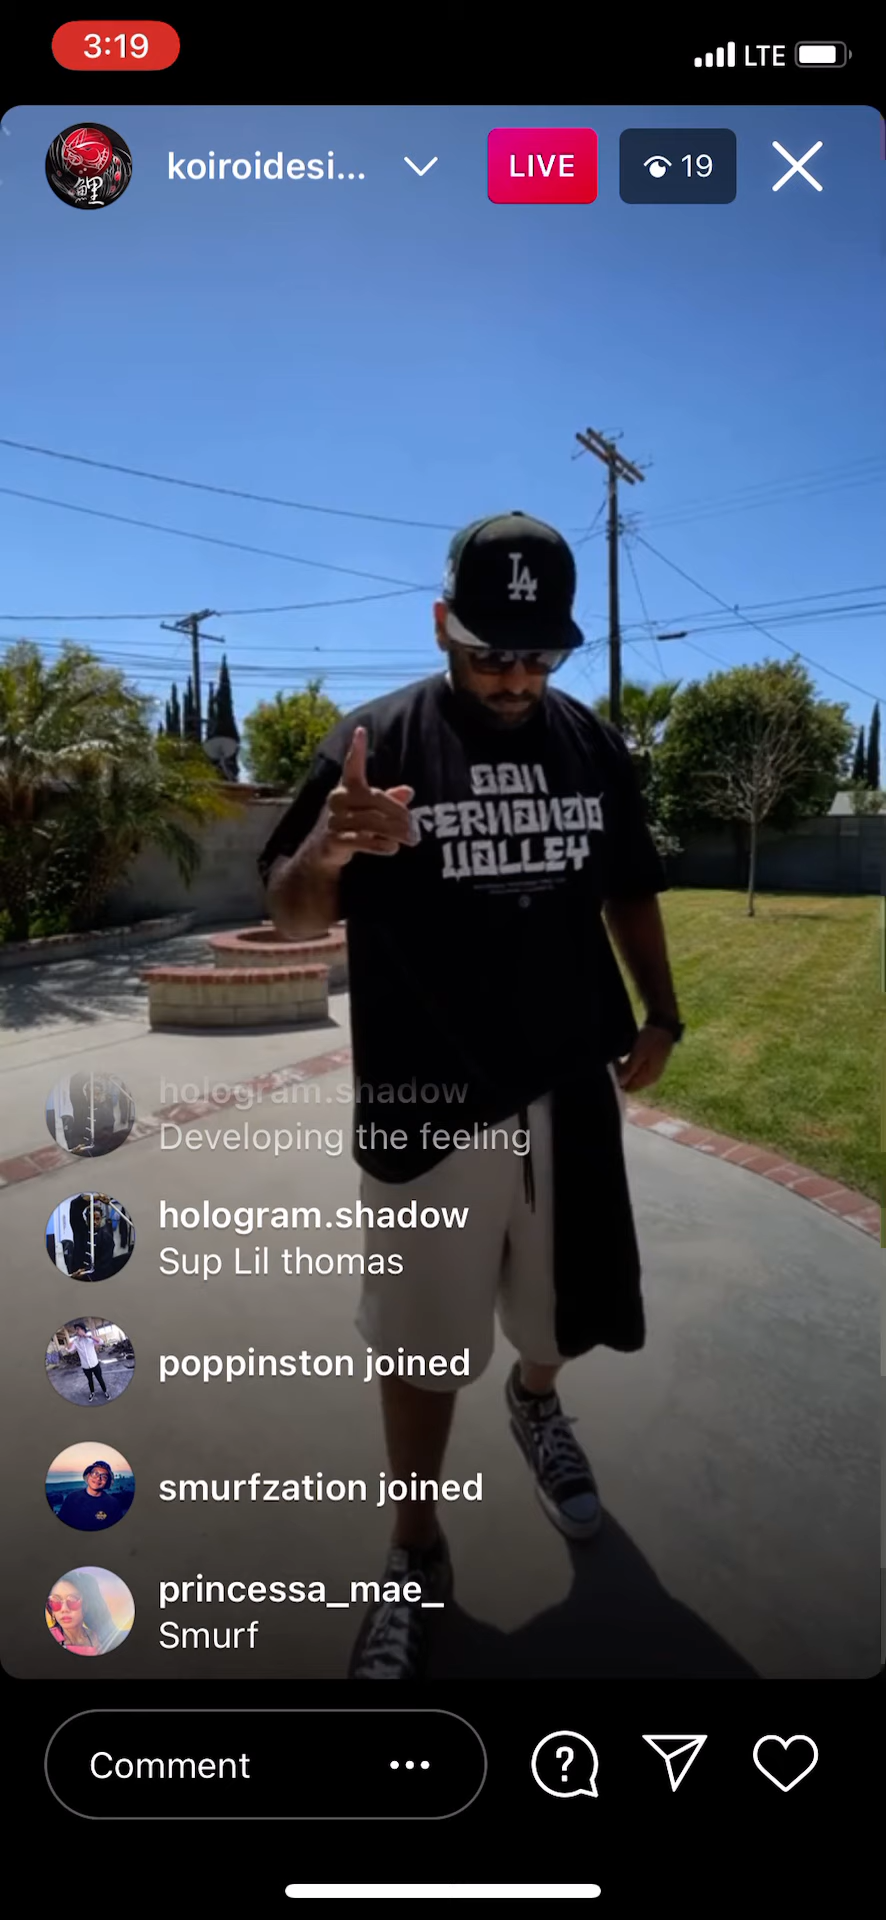 3:19
LTE
鯉
koiroidesi...
LIVE
19
LA
SAN
FERNANDO
VALLEY
hologram.shadow
Developing the feeling
hologram.shadow
Sup Lil thomas
poppinston joined
smurfzation joined
princessa_mae_
Smurf
Comment